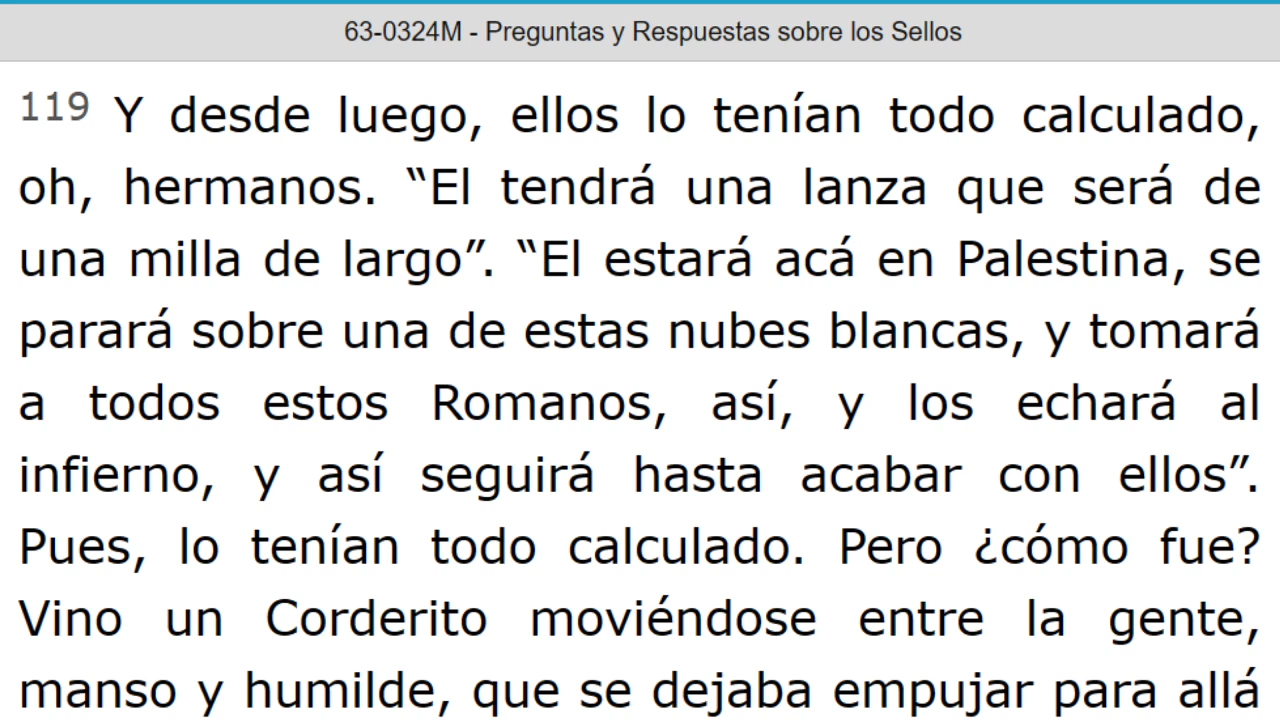 63-0324M - Preguntas y Respuestas sobre los Sellos
119 Y desde luego, ellos lo tenían todo calculado,
oh, hermanos. “El tendrá una lanza que será de
una milla de largo”. “El estará acá en Palestina, se
parará sobre una de estas nubes blancas, y tomará
a todos estos Romanos, así, y los echará al
infierno, y así seguirá hasta acabar con ellos”.
Pues, lo tenían todo calculado. Pero ¿cómo fue?
Vino un Corderito moviéndose entre la gente,
manso y humilde, que se dejaba empujar para allá